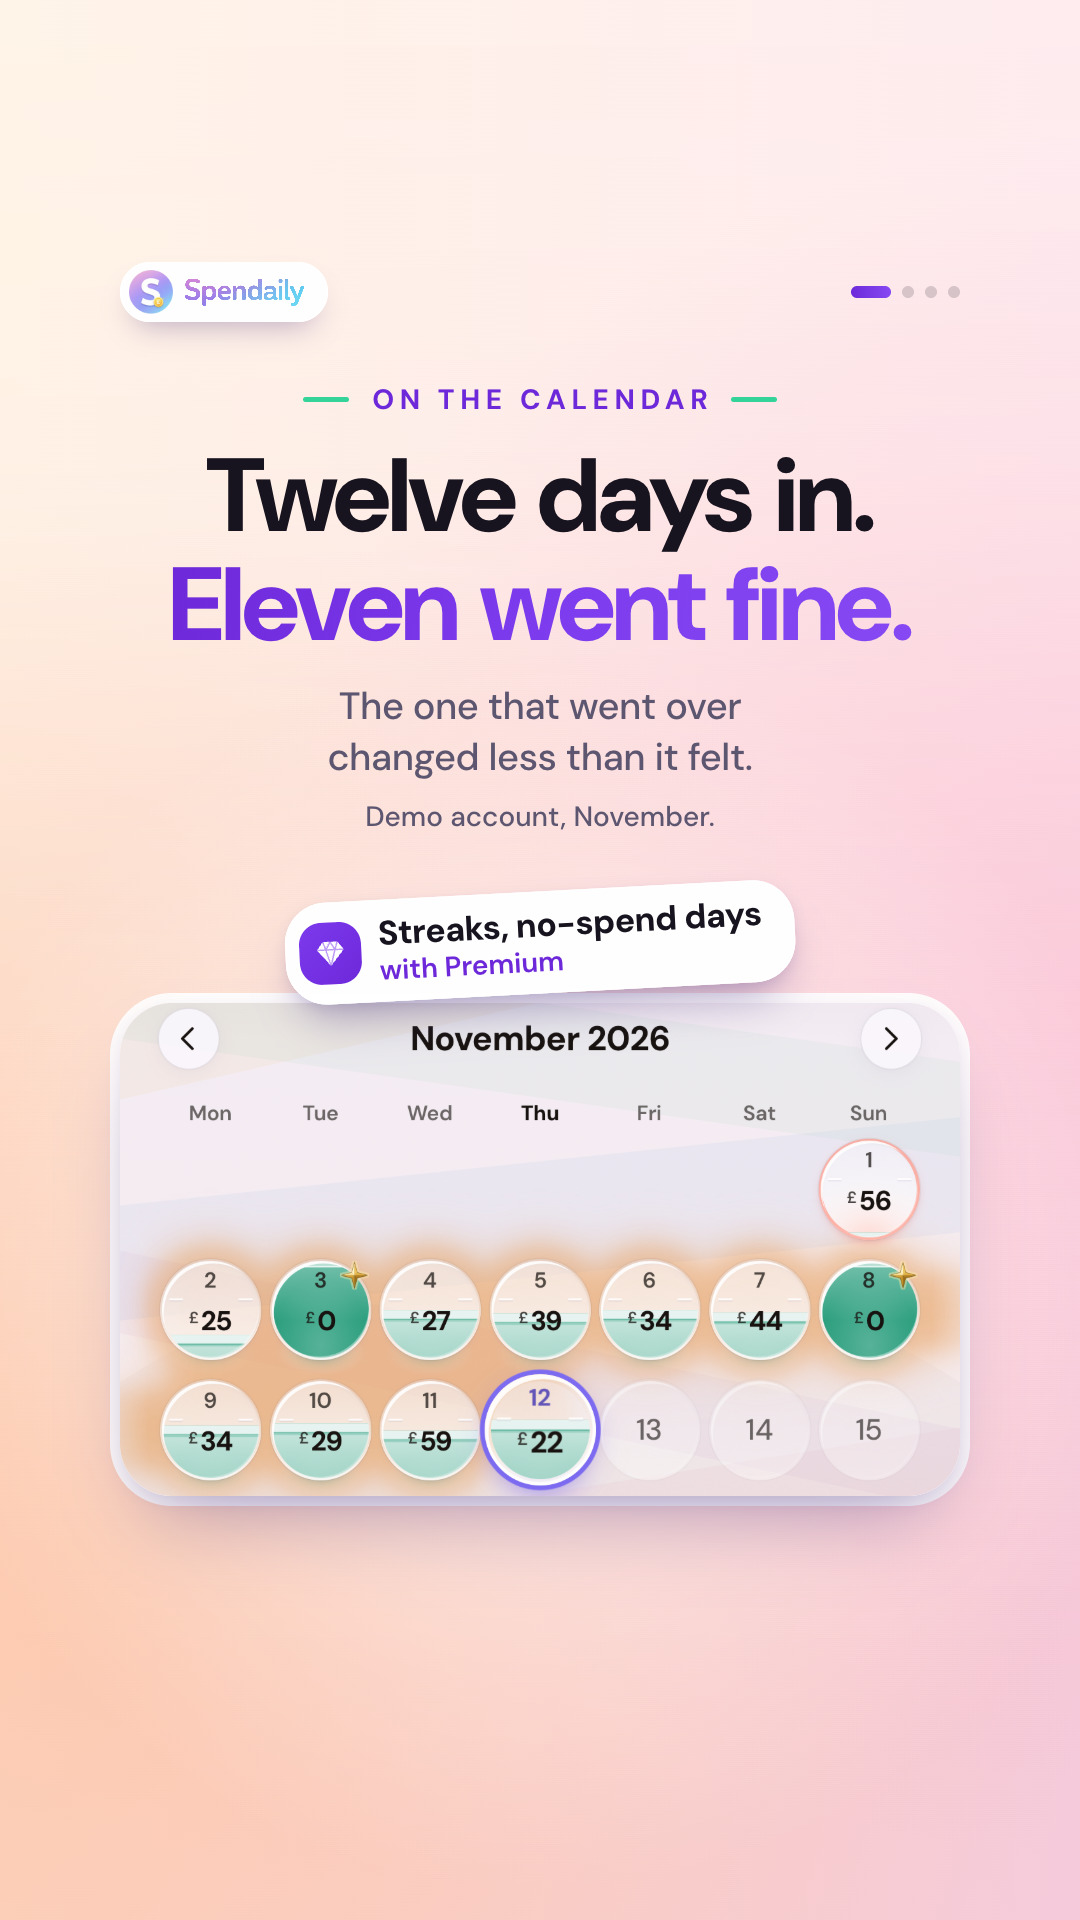 Spendaily
ON THE CALENDAR
Twelve days in.
Eleven went fine.
The one that went over
changed less than it felt.
Demo account, November.
Streaks, no-spend days
with Premium
November 2026
Mon Tue Wed Thu Fri Sat Sun
1
£56
2 3 4 5 6 7 8
£25 £0 £27 £39 £34 £44 £0
9 10 11 12 13 14 15
£34 £29 £59 £22